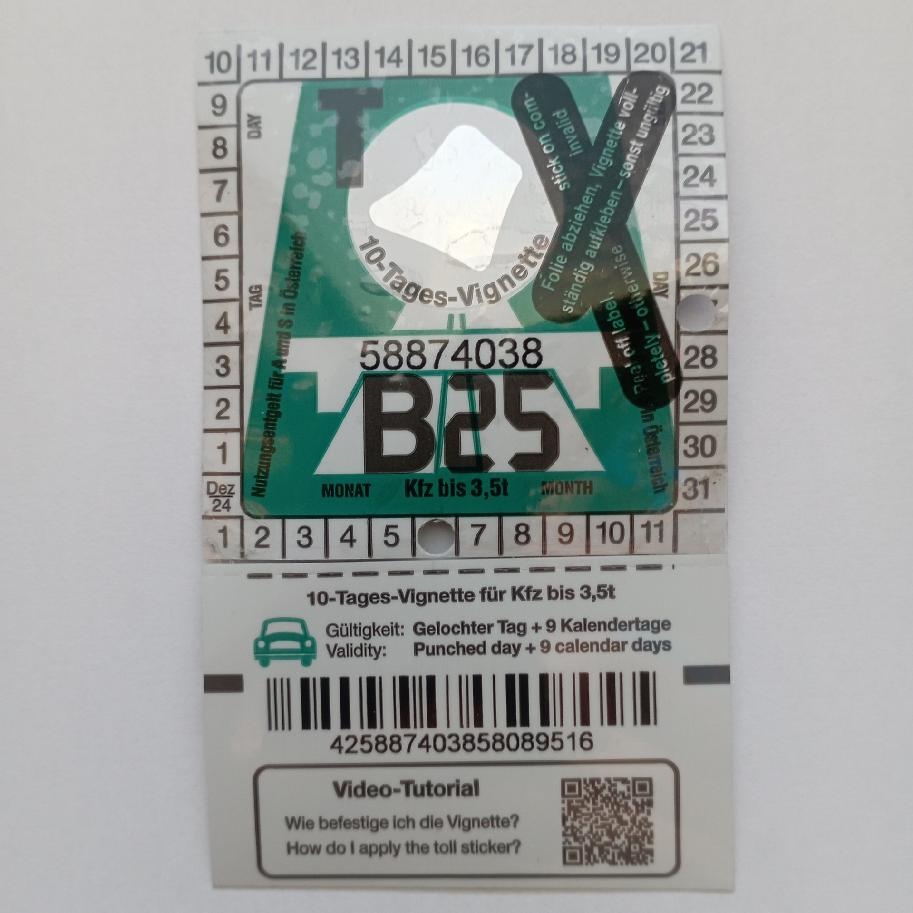 10 11 12 13 14 15 16 17 18 19 20 21
9 22
8 23
7 24
6 25
5 26
4
3 28
2 29
1 30
Dez 24 31
1 2 3 4 5 7 8 9 10 11
DAY
T
10-Tages-Vignette
stick on com-
invalid
Folie abziehen, Vignette voll-
ständig aufkleben – sonst ungültig
off label,
pletely – otherwise
TAG
DAY
Nutzungsentgelt für A und S in Österreich
in Österreich
58874038
B25
MONAT Kfz bis 3,5t MONTH
10-Tages-Vignette für Kfz bis 3,5t
Gültigkeit: Gelochter Tag + 9 Kalendertage
Validity: Punched day + 9 calendar days
425887403858089516
Video-Tutorial
Wie befestige ich die Vignette?
How do I apply the toll sticker?